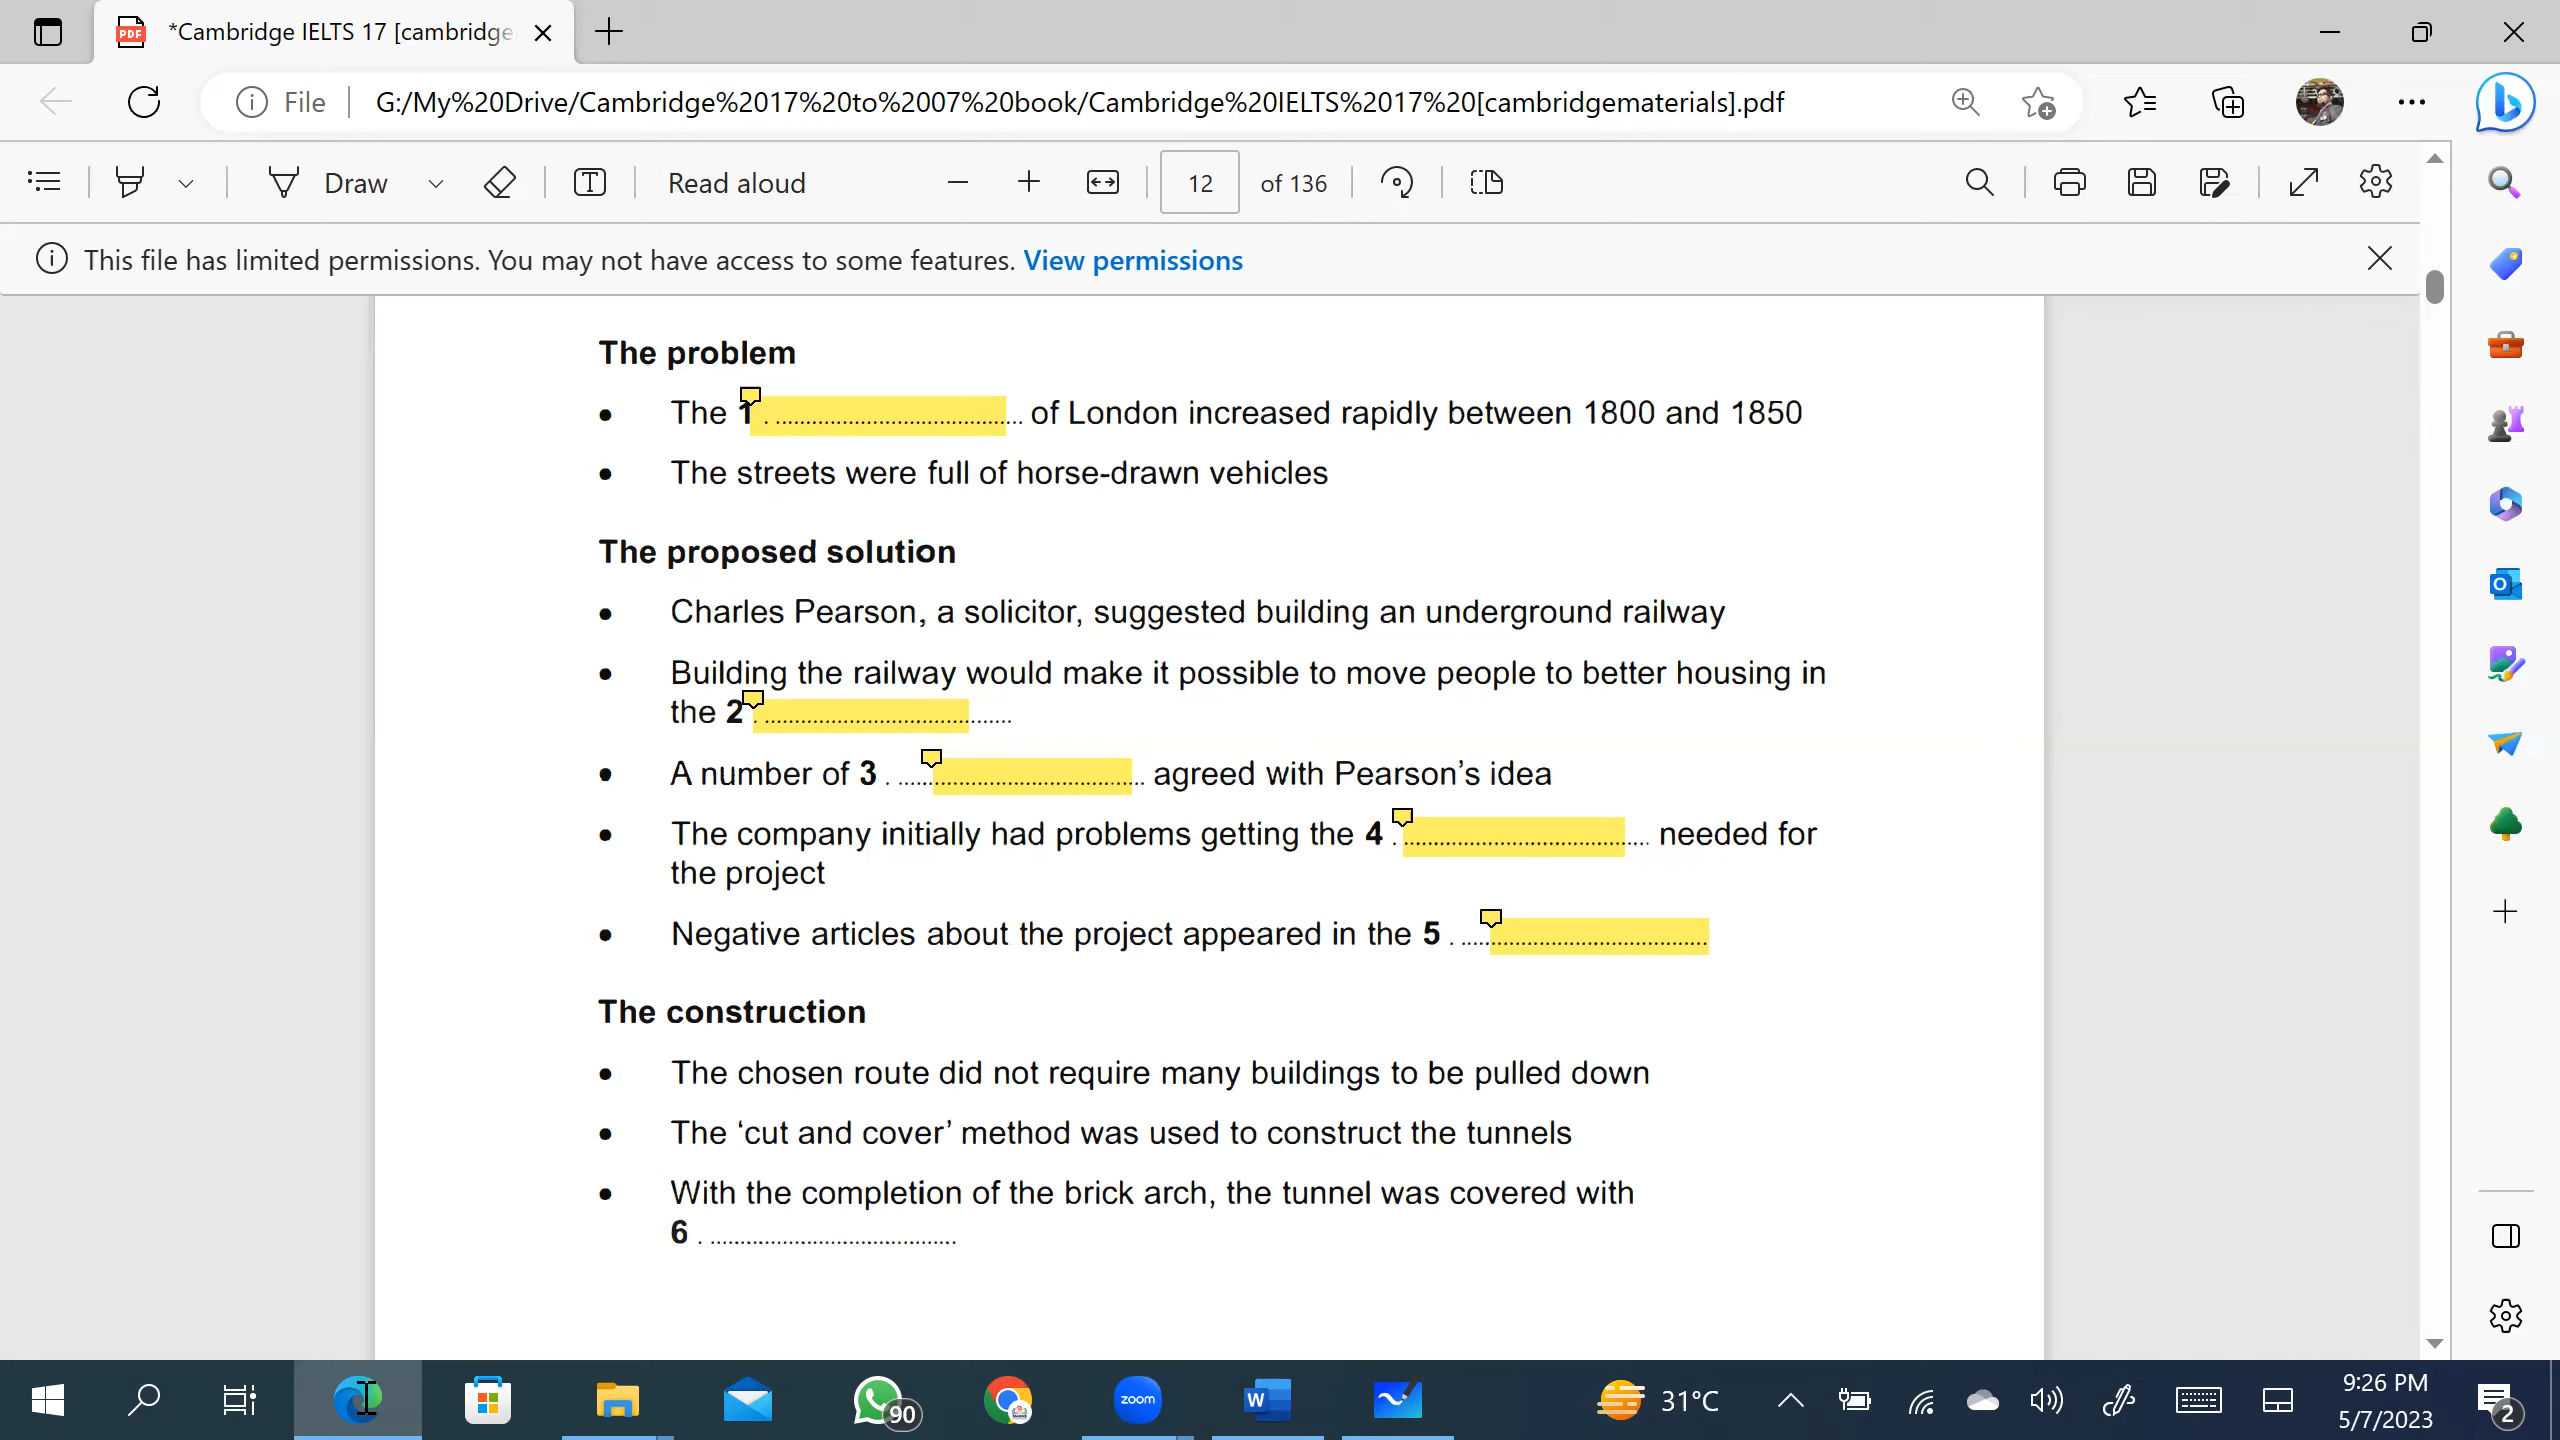 *Cambridge IELTS 17 [cambridge
File
G:/My%20Drive/Cambridge%2017%20to%2007%20book/Cambridge%20IELTS%2017%20[cambridgematerials].pdf
Draw
Read aloud
12
of 136
This file has limited permissions. You may not have access to some features. View permissions
The problem
• The 1 . .......................................... of London increased rapidly between 1800 and 1850
• The streets were full of horse-drawn vehicles
The proposed solution
• Charles Pearson, a solicitor, suggested building an underground railway
• Building the railway would make it possible to move people to better housing in
the 2 . ..........................................
• A number of 3 . .......................................... agreed with Pearson’s idea
• The company initially had problems getting the 4 . .......................................... needed for
the project
• Negative articles about the project appeared in the 5 . ..........................................
The construction
• The chosen route did not require many buildings to be pulled down
• The ‘cut and cover’ method was used to construct the tunnels
• With the completion of the brick arch, the tunnel was covered with
6 . ..........................................
90
zoom
W
31°C
9:26 PM
5/7/2023
2